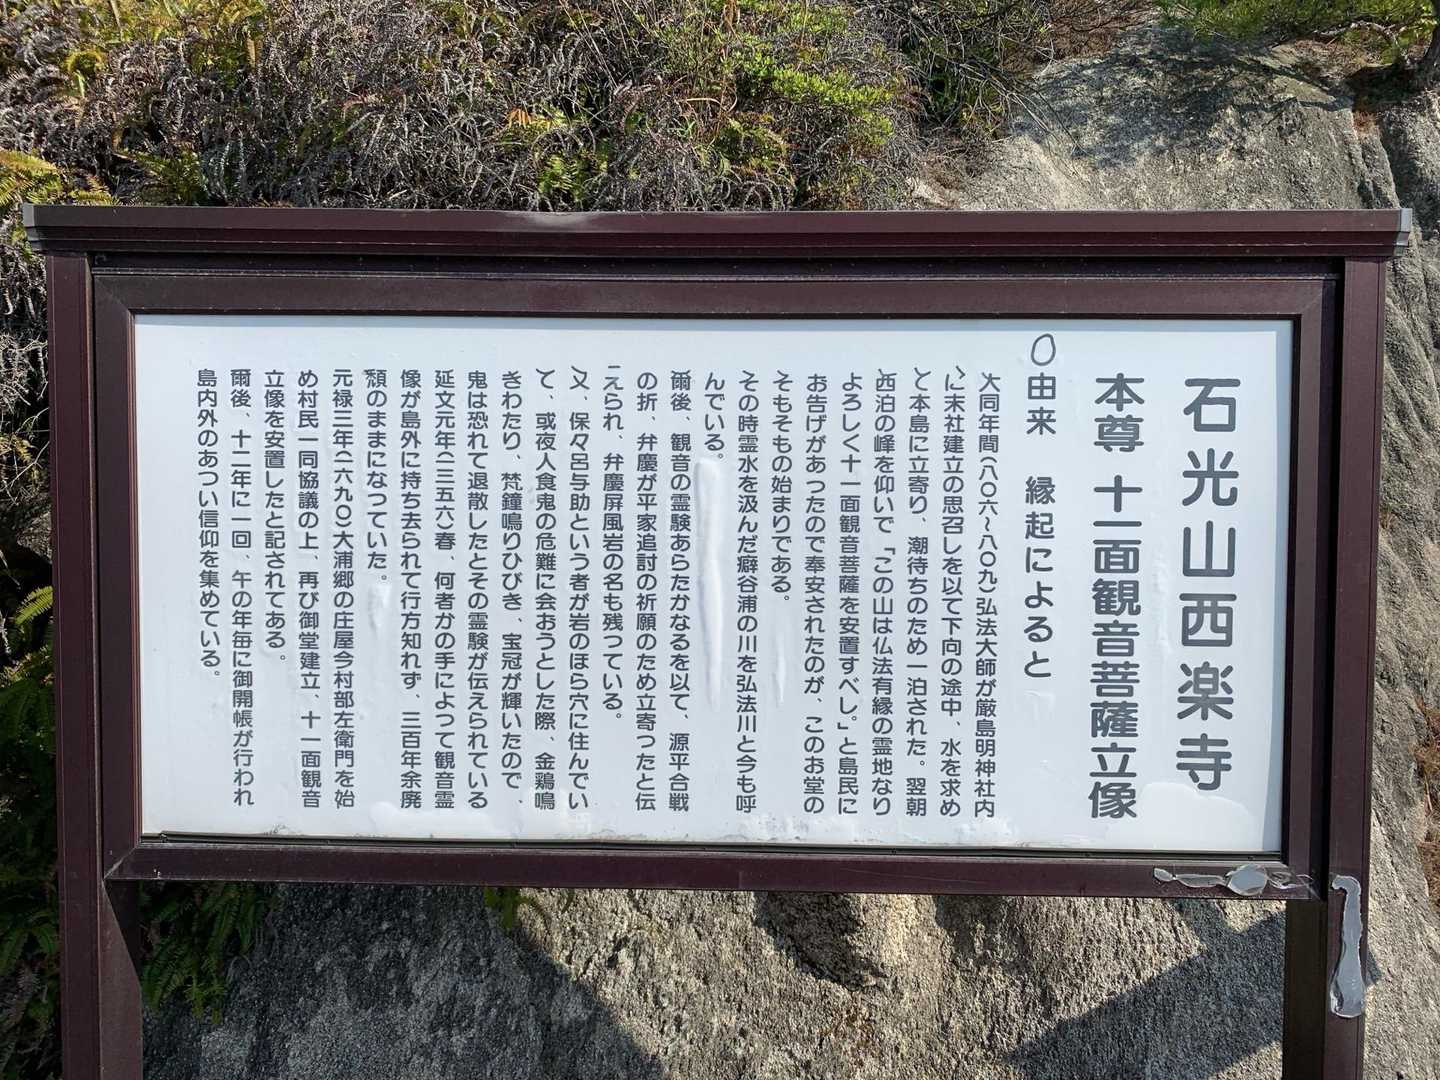 石光山西楽寺
本尊 十一面観音菩薩立像
〇由来 縁起によると
大同年間(八〇六~八〇九)弘法大師が厳島明神社内
に末社建立の思召しを以て下向の途中、水を求め
て本島に立寄り、潮待ちのため一泊された。翌朝
西泊の峰を仰いで「この山は仏法有縁の霊地なり
よろしく十一面観音菩薩を安置すべし。」と島民に
お告げがあったので奉安されたのが、このお堂の
そもそもの始まりである。
その時霊水を汲んだ癖谷浦の川を弘法川と今も呼
んでいる。
爾後、観音の霊験あらたかなるを以て、源平合戦
の折、弁慶が平家追討の祈願のため立寄ったと伝
えられ、弁慶屏風岩の名も残っている。
又、保々呂与助という者が岩のほら穴に住んでい
て、或夜人食鬼の危難に会おうとした際、金鶏鳴
きわたり、梵鐘鳴りひびき、宝冠が輝いたので、
鬼は恐れて退散したとその霊験が伝えられている
延文元年(一三五六)春、何者かの手によって観音霊
像が島外に持ち去られて行方知れず、三百年余廃
頽のままになっていた。
元禄三年(一六九〇)大浦郷の庄屋今村部左衛門を始
め村民一同協議の上、再び御堂建立、十一面観音
立像を安置したと記されてある。
爾後、十二年に一回、午の年毎に御開帳が行われ
島内外のあつい信仰を集めている。